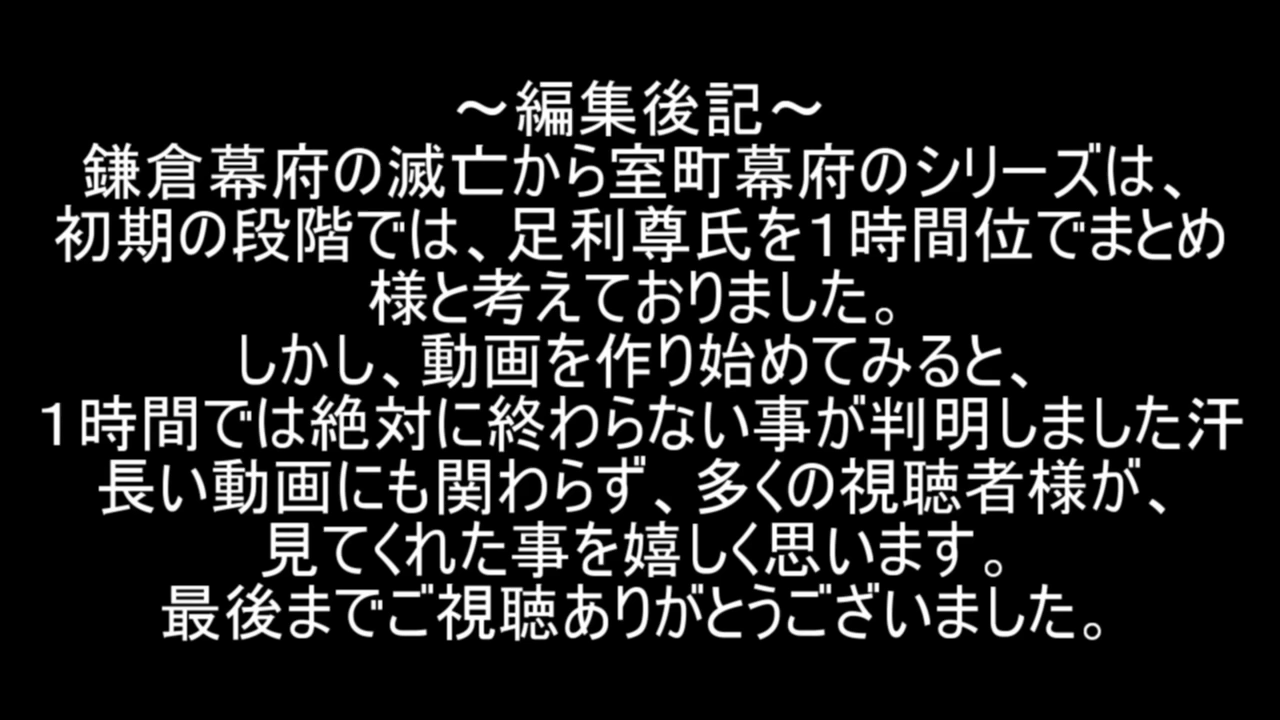 ～編集後記～
鎌倉幕府の滅亡から室町幕府のシリーズは、
初期の段階では、足利尊氏を１時間位でまとめ
様と考えておりました。
しかし、動画を作り始めてみると、
１時間では絶対に終わらない事が判明しました汗
長い動画にも関わらず、多くの視聴者様が、
見てくれた事を嬉しく思います。
最後までご視聴ありがとうございました。